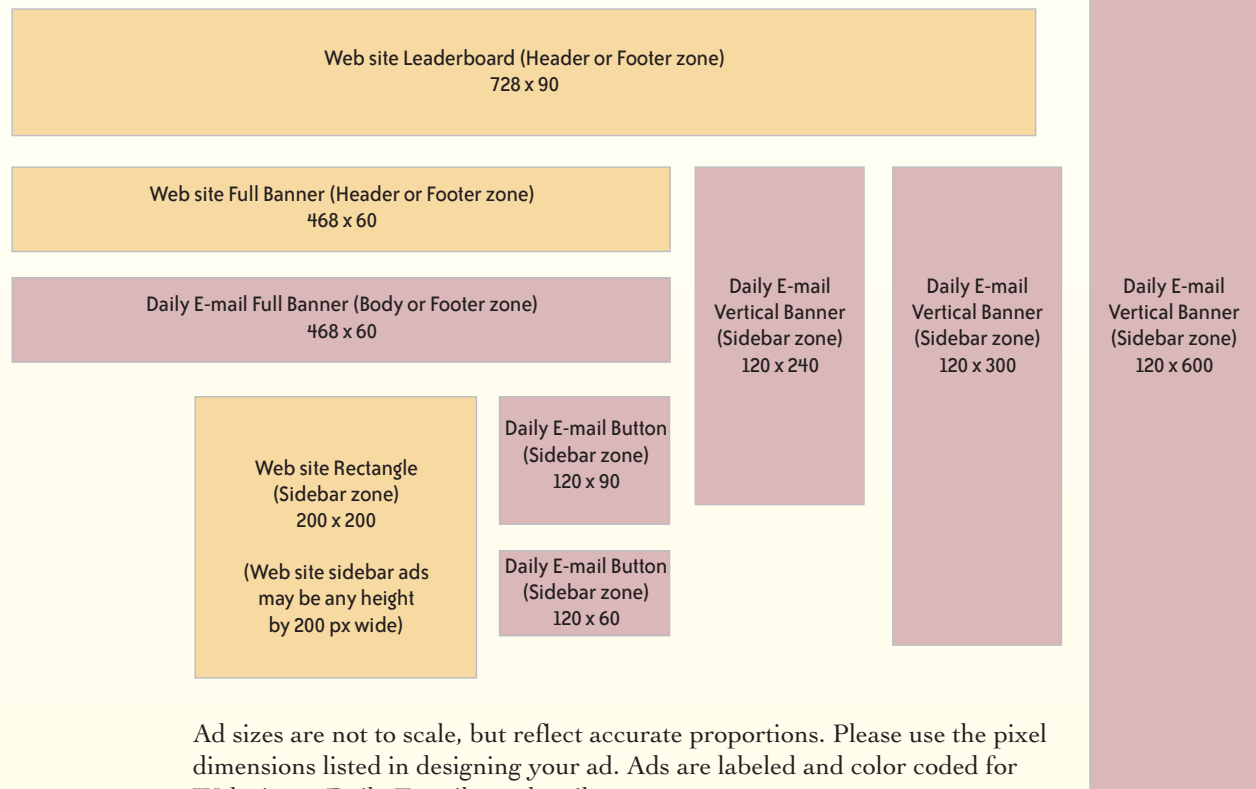 Web site Leaderboard (Header or Footer zone)
728 x 90
Web site Full Banner (Header or Footer zone)
468 x 60
Daily E-mail Full Banner (Body or Footer zone)
468 x 60
Daily E-mail
Vertical Banner
(Sidebar zone)
120 x 240
Daily E-mail
Vertical Banner
(Sidebar zone)
120 x 300
Daily E-mail
Vertical Banner
(Sidebar zone)
120 x 600
Web site Rectangle
(Sidebar zone)
200 x 200
(Web site sidebar ads
may be any height
by 200 px wide)
Daily E-mail Button
(Sidebar zone)
120 x 90
Daily E-mail Button
(Sidebar zone)
120 x 60
Ad sizes are not to scale, but reflect accurate proportions. Please use the pixel
dimensions listed in designing your ad. Ads are labeled and color coded for